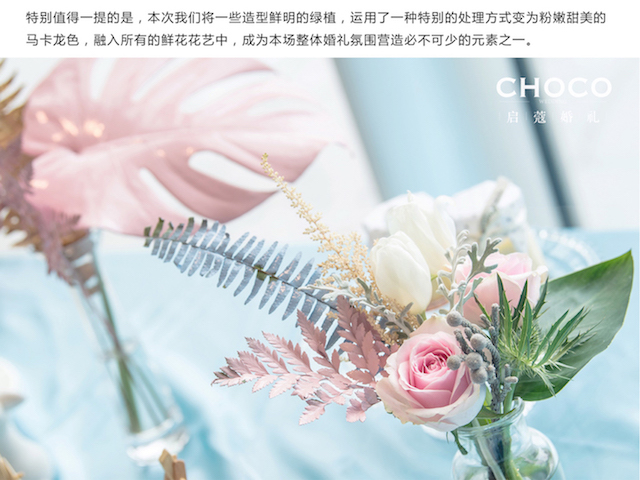 特别值得一提的是，本次我们将一些造型鲜明的绿植，运用了一种特别的处理方式变为粉嫩甜美的
马卡龙色，融入所有的鲜花花艺中，成为本场整体婚礼氛围营造必不可少的元素之一。
CHOCO
启蔻婚礼